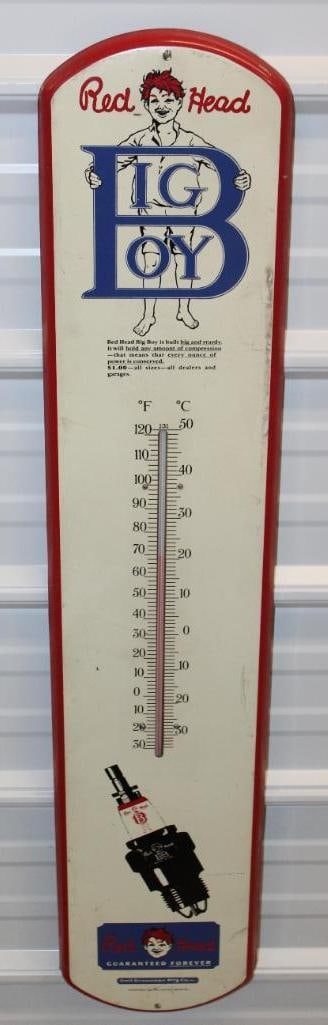 Red Head
BIG
BOY
Red Head Big Boy is built big and sturdy.
It will hold any amount of compression
—that means that every ounce of
power is conserved.
$1.00—all sizes—all dealers and
garages.
°F °C
120 50
110
100 40
90 30
80
70 20
60
50 10
40
30 0
20
10 10
0
10 20
20 30
30
Red Head
B
Red Head
GUARANTEED FOREVER